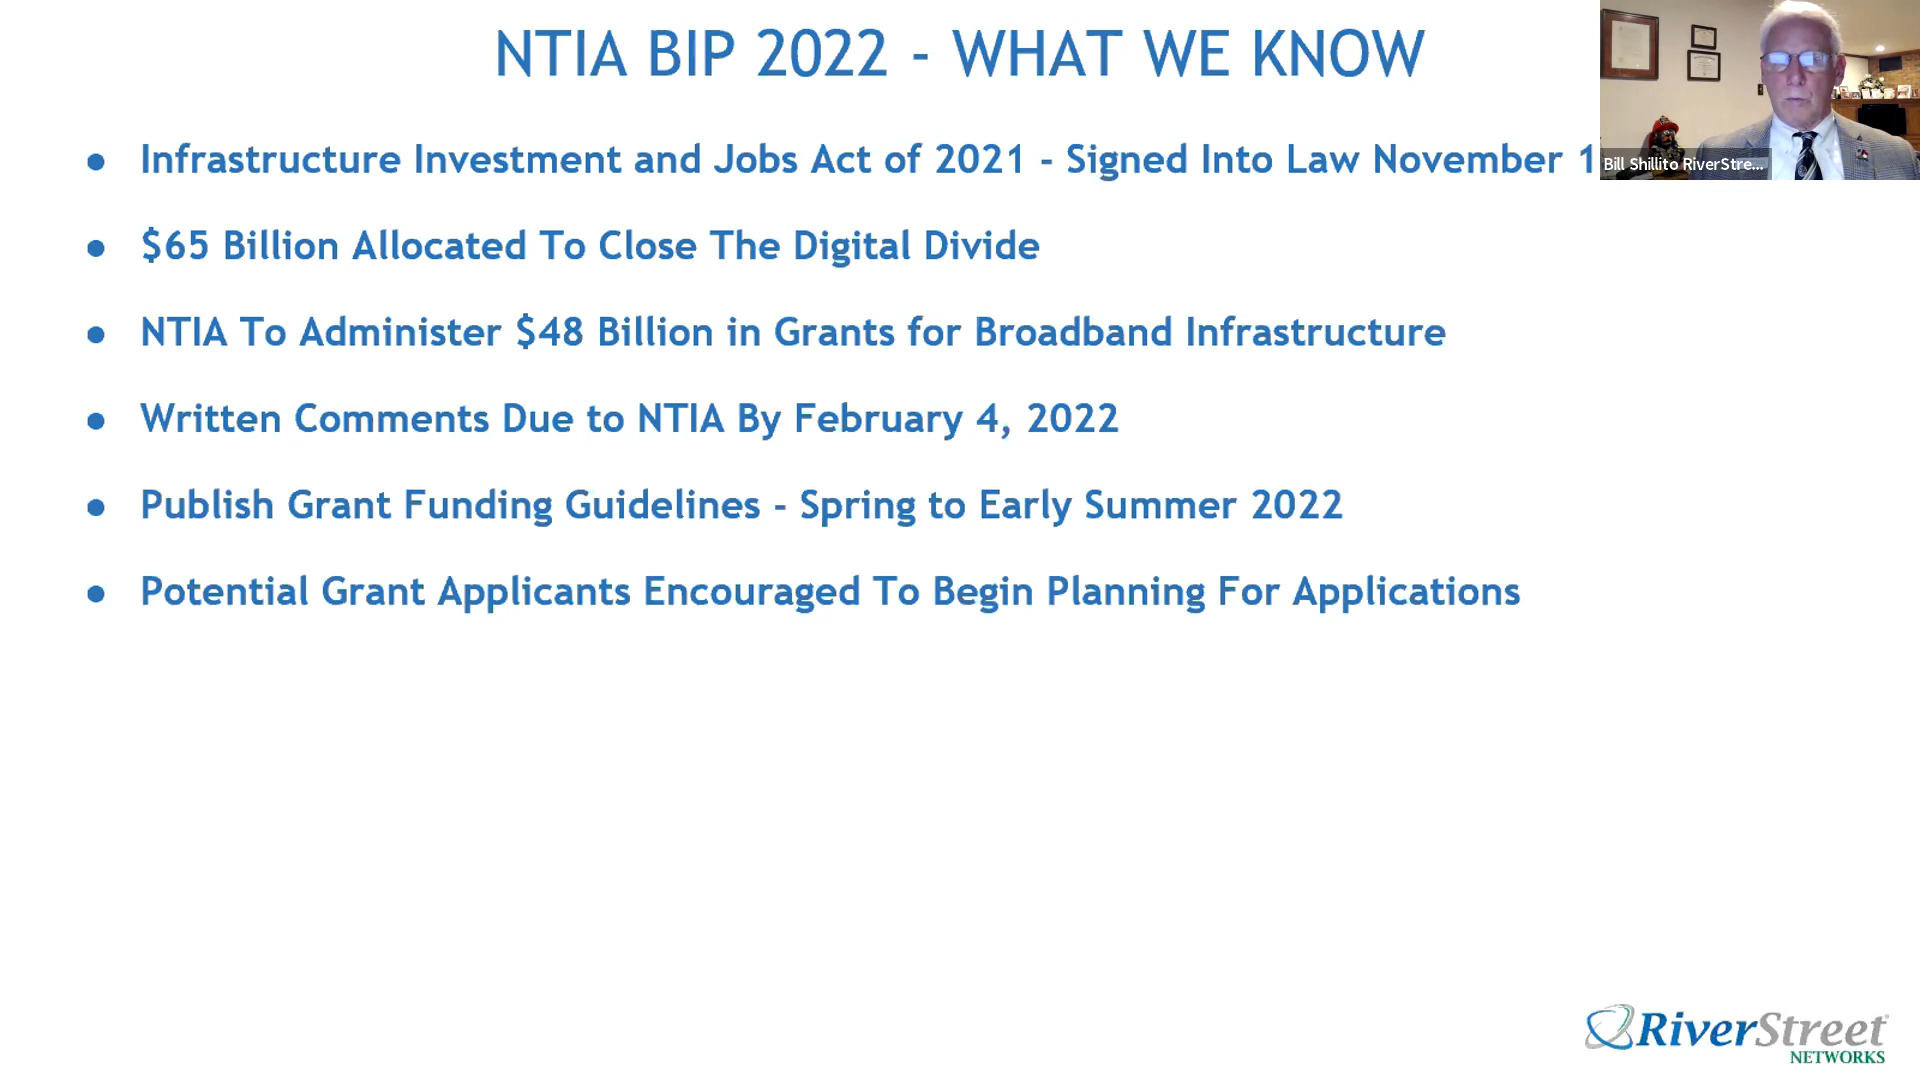 NTIA BIP 2022 - WHAT WE KNOW
● Infrastructure Investment and Jobs Act of 2021 - Signed Into Law November 1
Bill Shillito RiverStre...
● $65 Billion Allocated To Close The Digital Divide
● NTIA To Administer $48 Billion in Grants for Broadband Infrastructure
● Written Comments Due to NTIA By February 4, 2022
● Publish Grant Funding Guidelines - Spring to Early Summer 2022
● Potential Grant Applicants Encouraged To Begin Planning For Applications
RiverStreet
NETWORKS